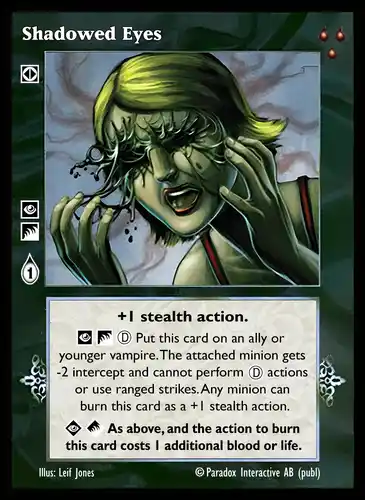 Shadowed Eyes
1
+1 stealth action.
Ⓓ Put this card on an ally or
younger vampire. The attached minion gets
-2 intercept and cannot perform Ⓓ actions
or use ranged strikes. Any minion can
burn this card as a +1 stealth action.
As above, and the action to burn
this card costs 1 additional blood or life.
Illus: Leif Jones
© Paradox Interactive AB (publ)